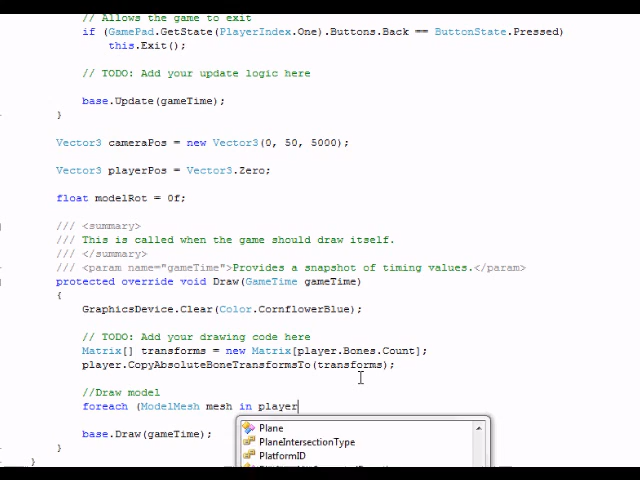 // Allows the game to exit
if (GamePad.GetState(PlayerIndex.One).Buttons.Back == ButtonState.Pressed)
this.Exit();
// TODO: Add your update logic here
base.Update(gameTime);
}
Vector3 cameraPos = new Vector3(0, 50, 5000);
Vector3 playerPos = Vector3.Zero;
float modelRot = 0f;
/// <summary>
/// This is called when the game should draw itself.
/// </summary>
/// <param name="gameTime">Provides a snapshot of timing values.</param>
protected override void Draw(GameTime gameTime)
{
GraphicsDevice.Clear(Color.CornflowerBlue);
// TODO: Add your drawing code here
Matrix[] transforms = new Matrix[player.Bones.Count];
player.CopyAbsoluteBoneTransformsTo(transforms);
//Draw model
foreach (ModelMesh mesh in player
Plane
base.Draw(gameTime);
PlaneIntersectionType
}
PlatformID
}